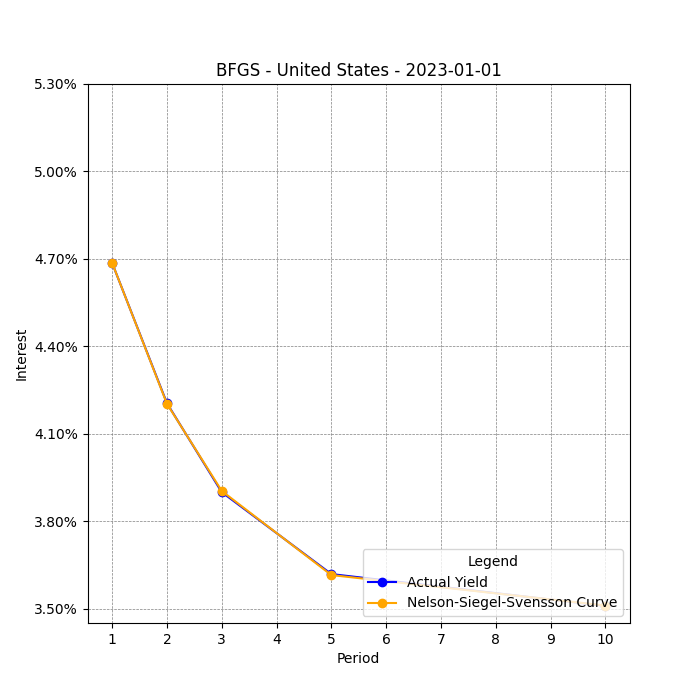 BFGS - United States - 2023-01-01
5.30%
5.00%
4.70%
4.40%
4.10%
3.80%
3.50%
Interest
Legend
Actual Yield
Nelson-Siegel-Svensson Curve
1 2 3 4 5 6 7 8 9 10
Period